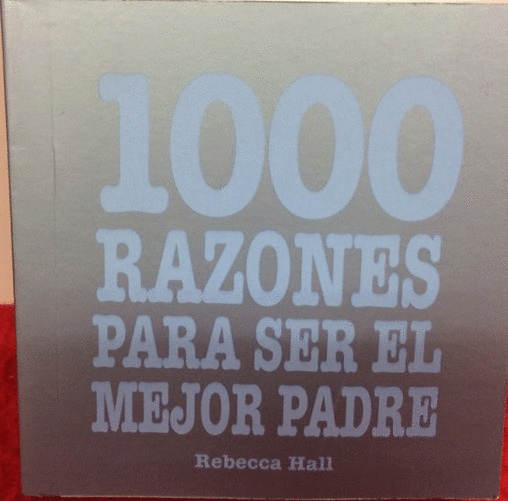 1000
RAZONES
PARA SER EL
MEJOR PADRE
Rebecca Hall